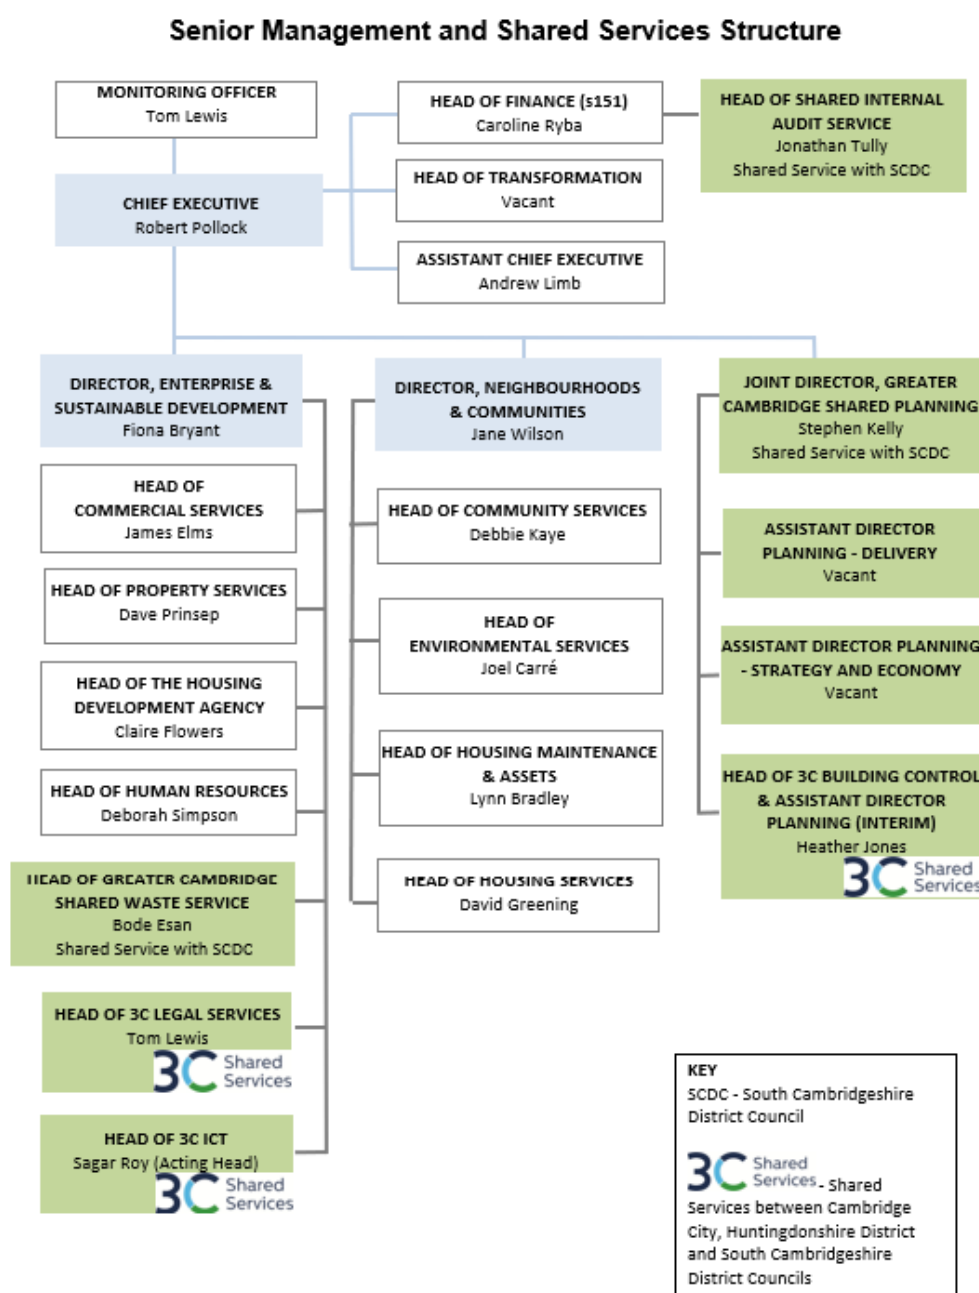 Senior Management and Shared Services Structure
MONITORING OFFICER
Tom Lewis
HEAD OF FINANCE (s151)
Caroline Ryba
HEAD OF SHARED INTERNAL
AUDIT SERVICE
Jonathan Tully
Shared Service with SCDC
CHIEF EXECUTIVE
Robert Pollock
HEAD OF TRANSFORMATION
Vacant
ASSISTANT CHIEF EXECUTIVE
Andrew Limb
DIRECTOR, ENTERPRISE &
SUSTAINABLE DEVELOPMENT
Fiona Bryant
HEAD OF
COMMERCIAL SERVICES
James Elms
HEAD OF PROPERTY SERVICES
Dave Prinsep
HEAD OF THE HOUSING
DEVELOPMENT AGENCY
Claire Flowers
HEAD OF HUMAN RESOURCES
Deborah Simpson
HEAD OF GREATER CAMBRIDGE
SHARED WASTE SERVICE
Bode Esan
Shared Service with SCDC
HEAD OF 3C LEGAL SERVICES
Tom Lewis
3C Shared
Services
HEAD OF 3C ICT
Sagar Roy (Acting Head)
3C Shared
Services
DIRECTOR, NEIGHBOURHOODS
& COMMUNITIES
Jane Wilson
HEAD OF COMMUNITY SERVICES
Debbie Kaye
HEAD OF
ENVIRONMENTAL SERVICES
Joel Carré
HEAD OF HOUSING MAINTENANCE
& ASSETS
Lynn Bradley
HEAD OF HOUSING SERVICES
David Greening
JOINT DIRECTOR, GREATER
CAMBRIDGE SHARED PLANNING
Stephen Kelly
Shared Service with SCDC
ASSISTANT DIRECTOR
PLANNING - DELIVERY
Vacant
ASSISTANT DIRECTOR PLANNING
- STRATEGY AND ECONOMY
Vacant
HEAD OF 3C BUILDING CONTROL
& ASSISTANT DIRECTOR
PLANNING (INTERIM)
Heather Jones
3C Shared
Services
KEY
SCDC - South Cambridgeshire
District Council
3C Shared
Services - Shared
Services between Cambridge
City, Huntingdonshire District
and South Cambridgeshire
District Councils